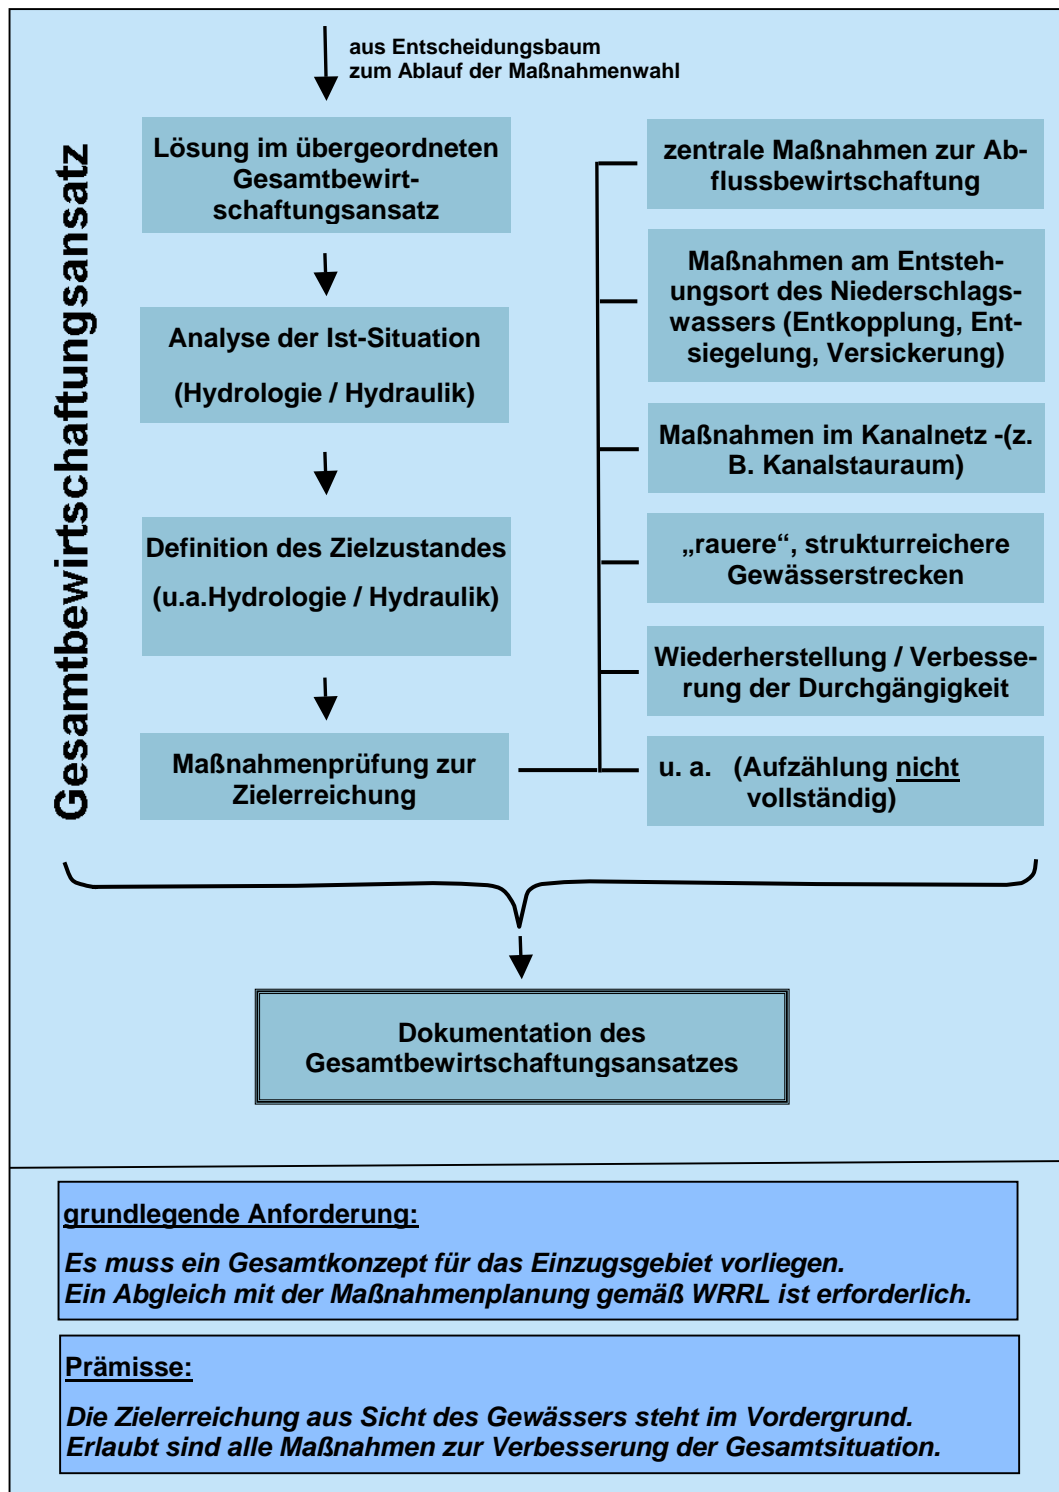 aus Entscheidungsbaum
zum Ablauf der Maßnahmenwahl
Gesamtbewirtschaftungsansatz
Lösung im übergeordneten
Gesamtbewirt-
schaftungsansatz
Analyse der Ist-Situation
(Hydrologie / Hydraulik)
Definition des Zielzustandes
(u.a.Hydrologie / Hydraulik)
Maßnahmenprüfung zur
Zielerreichung
zentrale Maßnahmen zur Ab-
flussbewirtschaftung
Maßnahmen am Entsteh-
ungsort des Niederschlags-
wassers (Entkopplung, Ent-
siegelung, Versickerung)
Maßnahmen im Kanalnetz -(z.
B. Kanalstauraum)
„rauere“, strukturreichere
Gewässerstrecken
Wiederherstellung / Verbesse-
rung der Durchgängigkeit
u. a. (Aufzählung nicht
vollständig)
Dokumentation des
Gesamtbewirtschaftungsansatzes
grundlegende Anforderung:
Es muss ein Gesamtkonzept für das Einzugsgebiet vorliegen.
Ein Abgleich mit der Maßnahmenplanung gemäß WRRL ist erforderlich.
Prämisse:
Die Zielerreichung aus Sicht des Gewässers steht im Vordergrund.
Erlaubt sind alle Maßnahmen zur Verbesserung der Gesamtsituation.